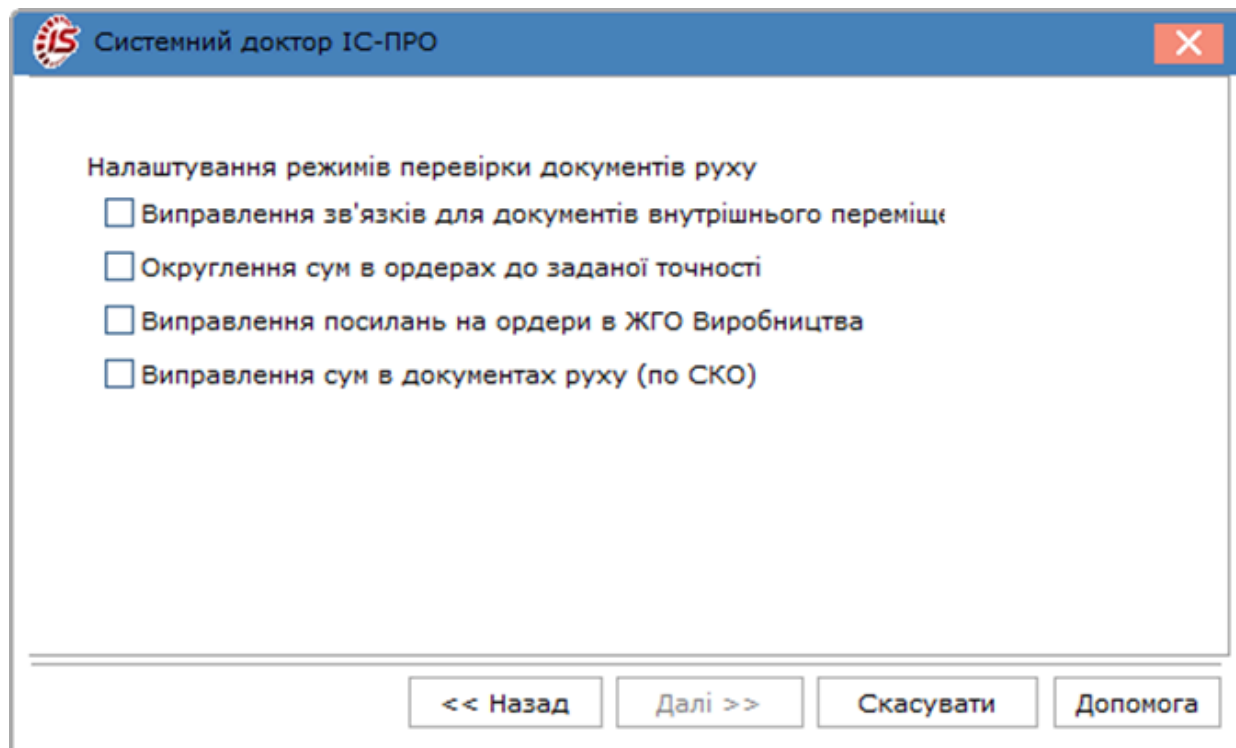 IS
Системний доктор ІС-ПРО
Налаштування режимів перевірки документів руху
Виправлення зв'язків для документів внутрішнього переміще
Округлення сум в ордерах до заданої точності
Виправлення посилань на ордери в ЖГО Виробництва
Виправлення сум в документах руху (по СКО)
<< Назад
Далі >>
Скасувати
Допомога